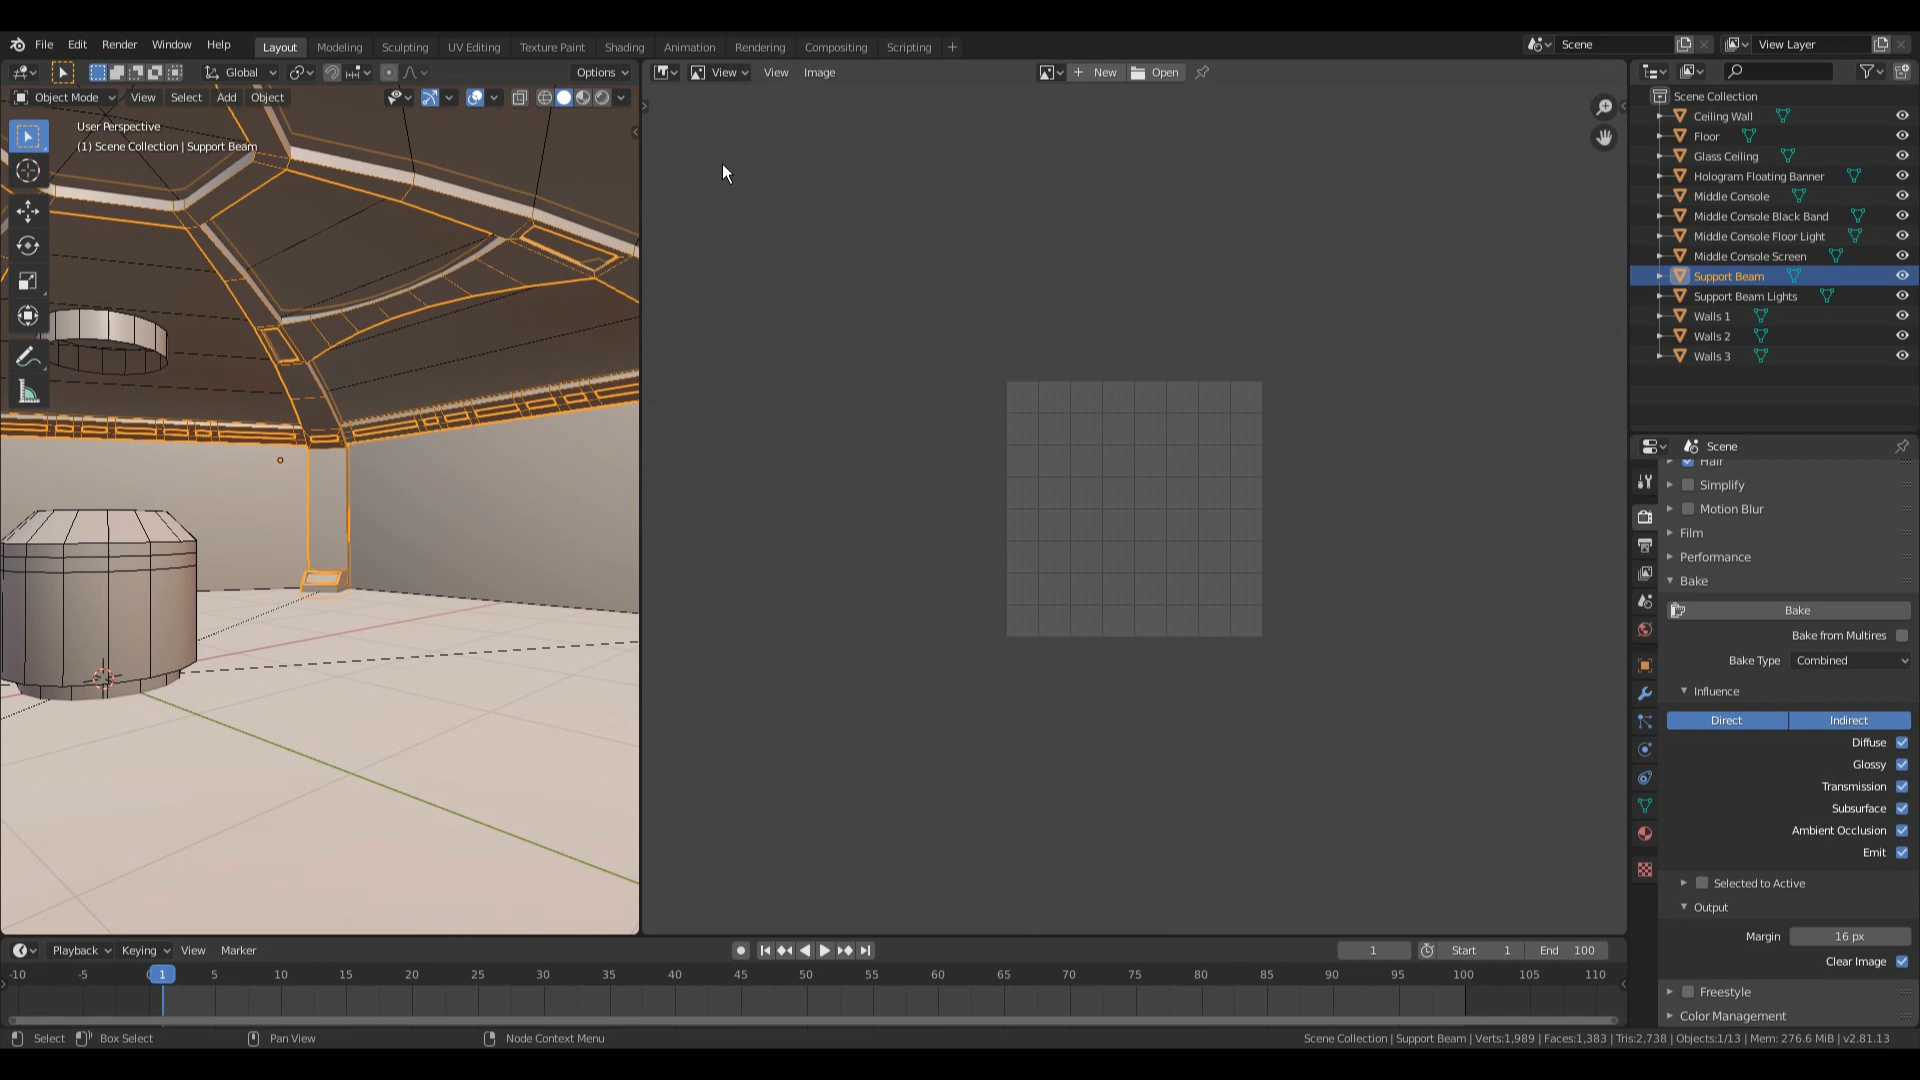 File Edit Render Window Help Layout Modeling Sculpting UV Editing Texture Paint Shading Animation Rendering Compositing Scripting + Scene View Layer
Global Options View View Image New Open
Object Mode View Select Add Object
User Perspective
(1) Scene Collection | Support Beam
Scene Collection
Ceiling Wall
Floor
Glass Ceiling
Hologram Floating Banner
Middle Console
Middle Console Black Band
Middle Console Floor Light
Middle Console Screen
Support Beam
Support Beam Lights
Walls 1
Walls 2
Walls 3
Scene
Hair
Simplify
Motion Blur
Film
Performance
Bake
Bake
Bake from Multires
Bake Type Combined
Influence
Direct Indirect
Diffuse
Glossy
Transmission
Subsurface
Ambient Occlusion
Emit
Selected to Active
Output
Margin 16 px
Clear Image
Freestyle
Color Management
Playback Keying View Marker 1 Start 1 End 100
-10 -5 1 5 10 15 20 25 30 35 40 45 50 55 60 65 70 75 80 85 90 95 100 105 110
Select Box Select Pan View Node Context Menu Scene Collection | Support Beam | Verts:1,989 | Faces:1,383 | Tris:2,738 | Objects:1/13 | Mem: 276.6 MiB | v2.81.13